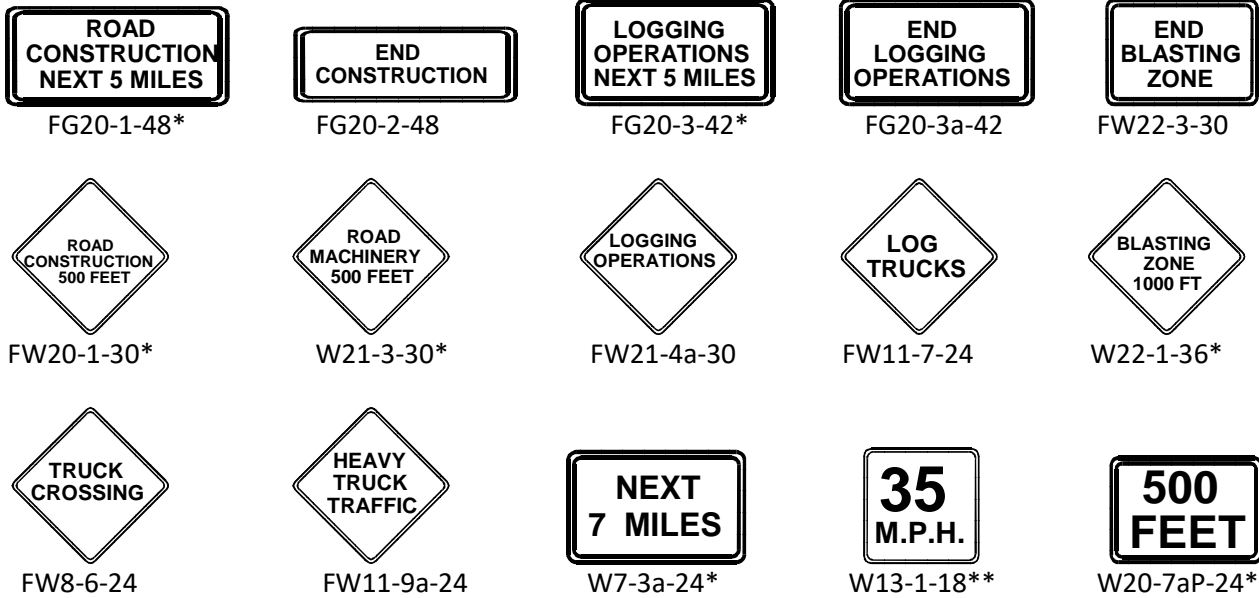 ROAD
CONSTRUCTION
NEXT 5 MILES
FG20-1-48*
END
CONSTRUCTION
FG20-2-48
LOGGING
OPERATIONS
NEXT 5 MILES
FG20-3-42*
END
LOGGING
OPERATIONS
FG20-3a-42
END
BLASTING
ZONE
FW22-3-30
ROAD
CONSTRUCTION
500 FEET
FW20-1-30*
ROAD
MACHINERY
500 FEET
W21-3-30*
LOGGING
OPERATIONS
FW21-4a-30
LOG
TRUCKS
FW11-7-24
BLASTING
ZONE
1000 FT
W22-1-36*
TRUCK
CROSSING
FW8-6-24
HEAVY
TRUCK
TRAFFIC
FW11-9a-24
NEXT
7 MILES
W7-3a-24*
35
M.P.H.
W13-1-18**
500
FEET
W20-7aP-24*